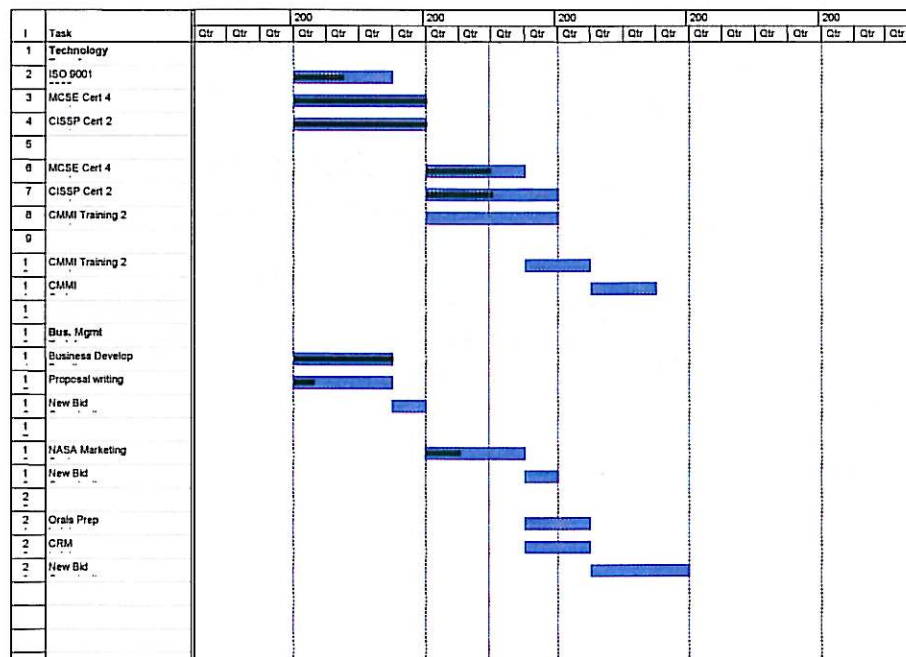 200 200 200 200 200
I Task Qtr Qtr Qtr Qtr Qtr Qtr Qtr Qtr Qtr Qtr Qtr Qtr Qtr Qtr Qtr Qtr Qtr Qtr Qtr Qtr Qtr Qtr
1 Technology
2 ISO 9001
3 MCSE Cert 4
4 CISSP Cert 2
5
6 MCSE Cert 4
7 CISSP Cert 2
8 CMMI Training 2
9
1 CMMI Training 2
1 CMMI
1
1 Bus. Mgmt
1 Business Develop
1 Proposal writing
1 New Bid
1
1 NASA Marketing
1 New Bid
2
2 Orals Prep
2 CRM
2 New Bid